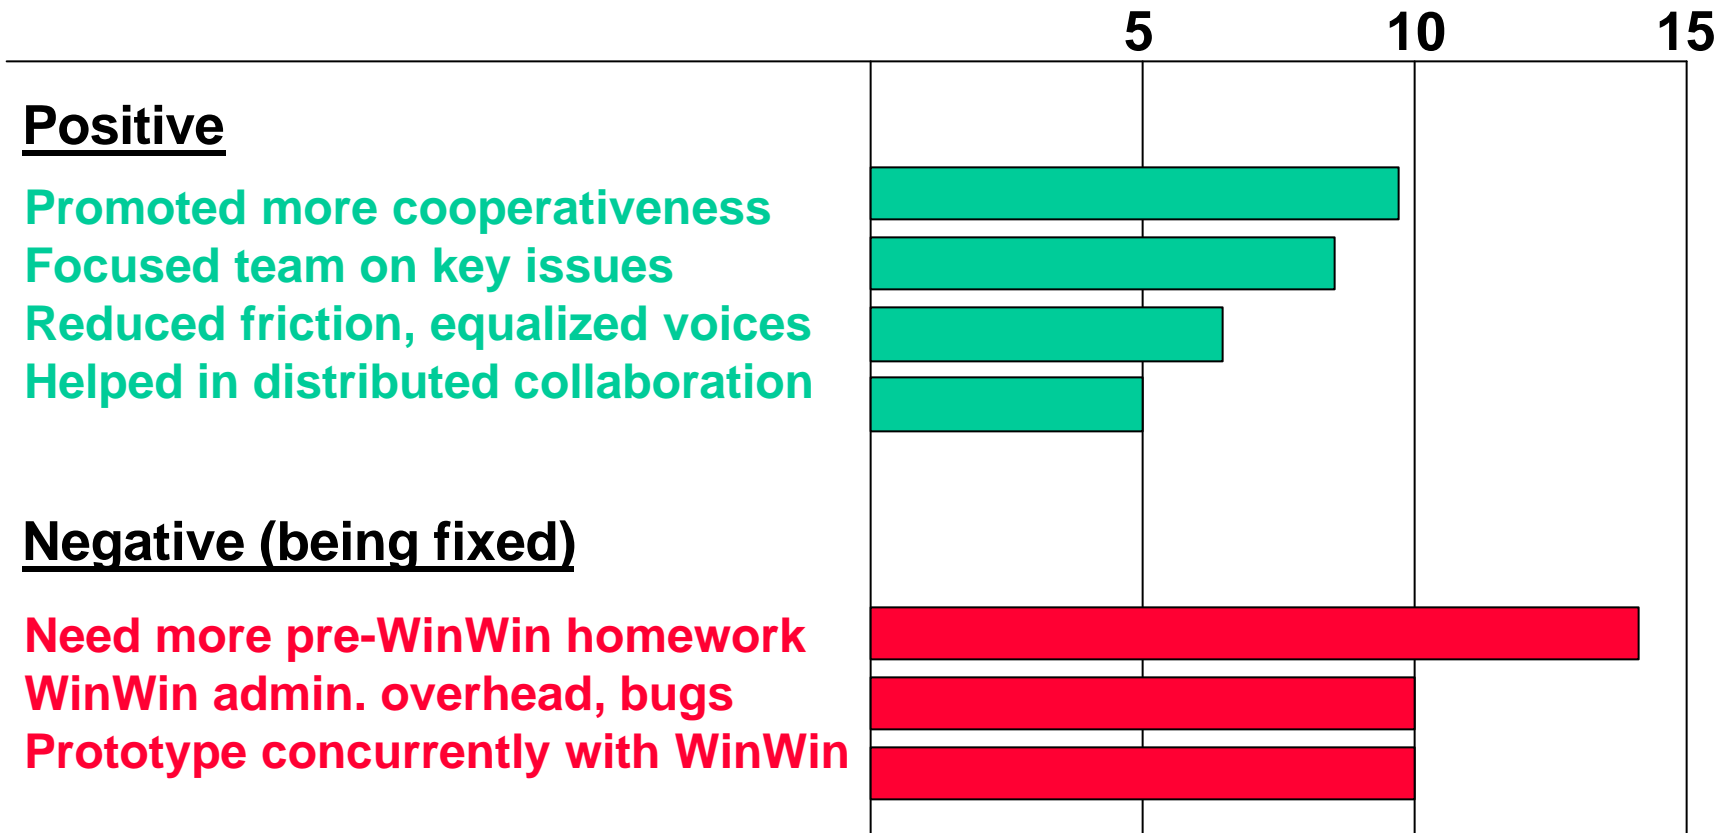 5 10 15
Positive
Promoted more cooperativeness
Focused team on key issues
Reduced friction, equalized voices
Helped in distributed collaboration
Negative (being fixed)
Need more pre-WinWin homework
WinWin admin. overhead, bugs
Prototype concurrently with WinWin